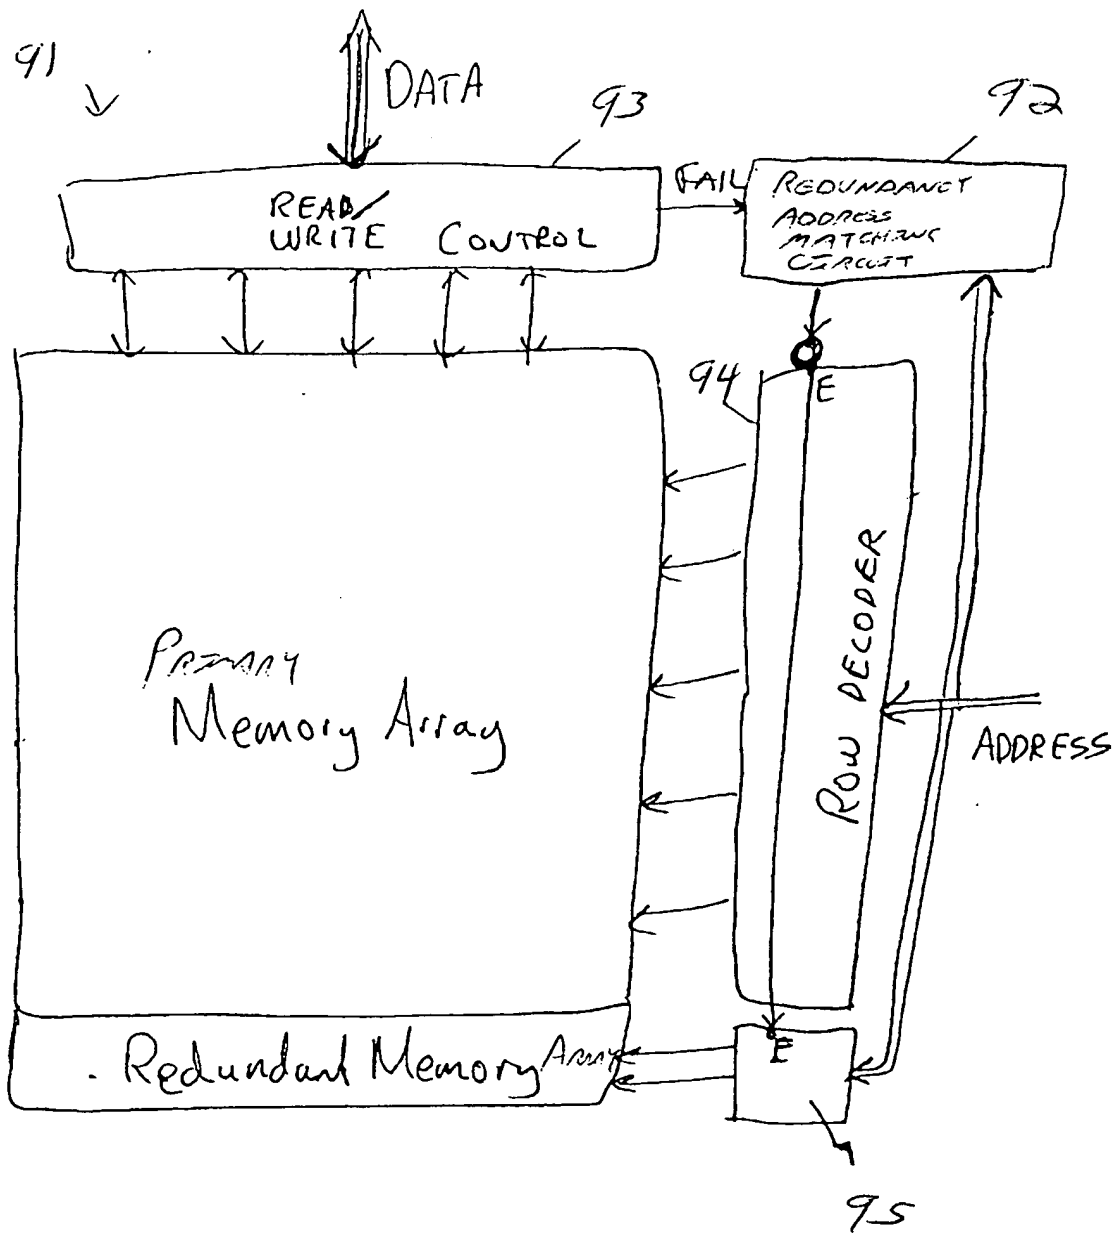 91
DATA
93
92
READ/
WRITE CONTROL
FAIL
REDUNDANCY
ADDRESS
MATCHING
CIRCUIT
94
E
ROW DECODER
PRIMARY
Memory Array
ADDRESS
Redundant Memory ARRAY
E
95